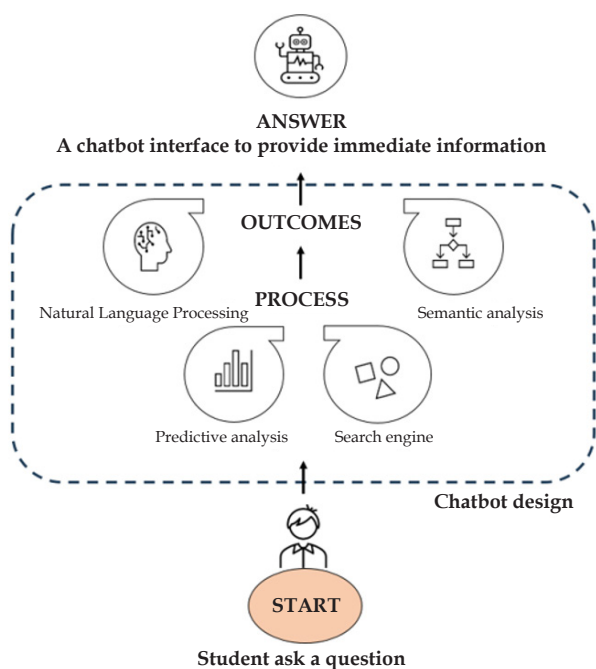 ANSWER
A chatbot interface to provide immediate information
OUTCOMES
Natural Language Processing
PROCESS
Semantic analysis
Predictive analysis
Search engine
Chatbot design
START
Student ask a question